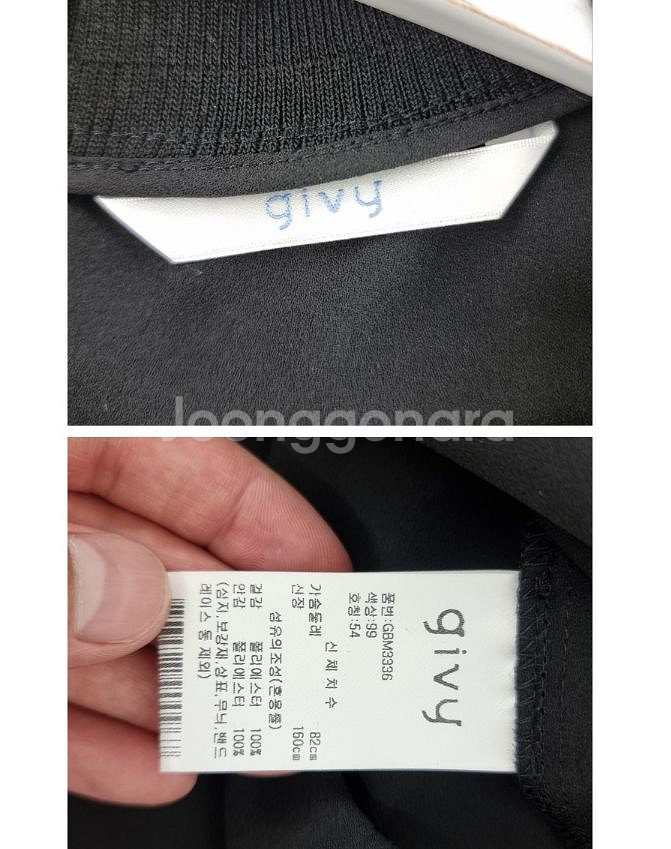 givy
Joonggonara
givy
품번:GBM3336
색상:99
호칭:54
신 체 치 수
가슴둘레 82cm
신장 160cm
섬유의조성(혼용률)
겉감 폴리에스터 100%
안감 폴리에스터 100%
(심지,보강재,상표,무늬,밴드
레이스 등 제외)